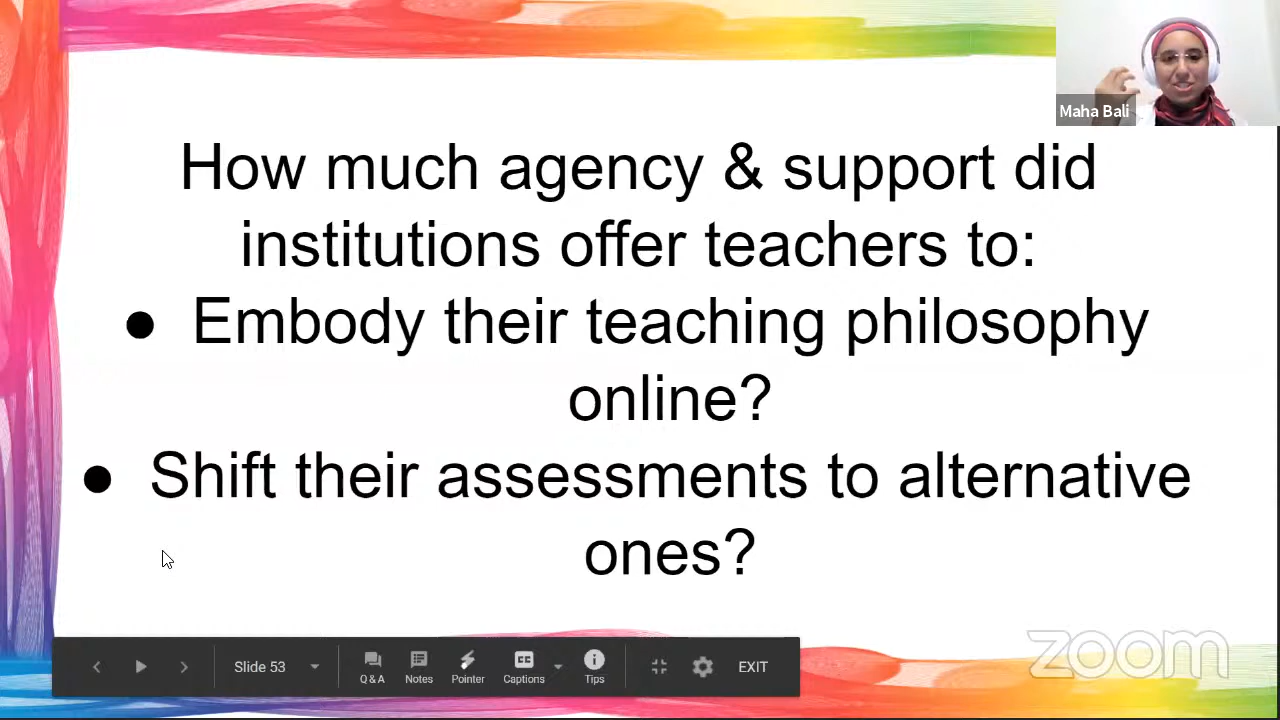 Maha Bali
How much agency & support did
institutions offer teachers to:
● Embody their teaching philosophy
online?
● Shift their assessments to alternative
ones?
Slide 53
Q & A
Notes
Pointer
CC
Captions
Tips
EXIT
zoom